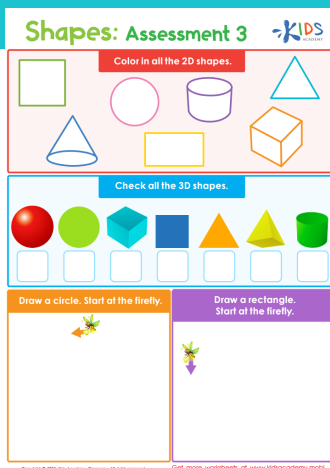 Shapes: Assessment 3
KIDS
ACADEMY
Color in all the 2D shapes.
Check all the 3D shapes.
Draw a circle. Start at the firefly.
Draw a rectangle.
Start at the firefly.
Get more worksheets at www.kidsacademy.mobi